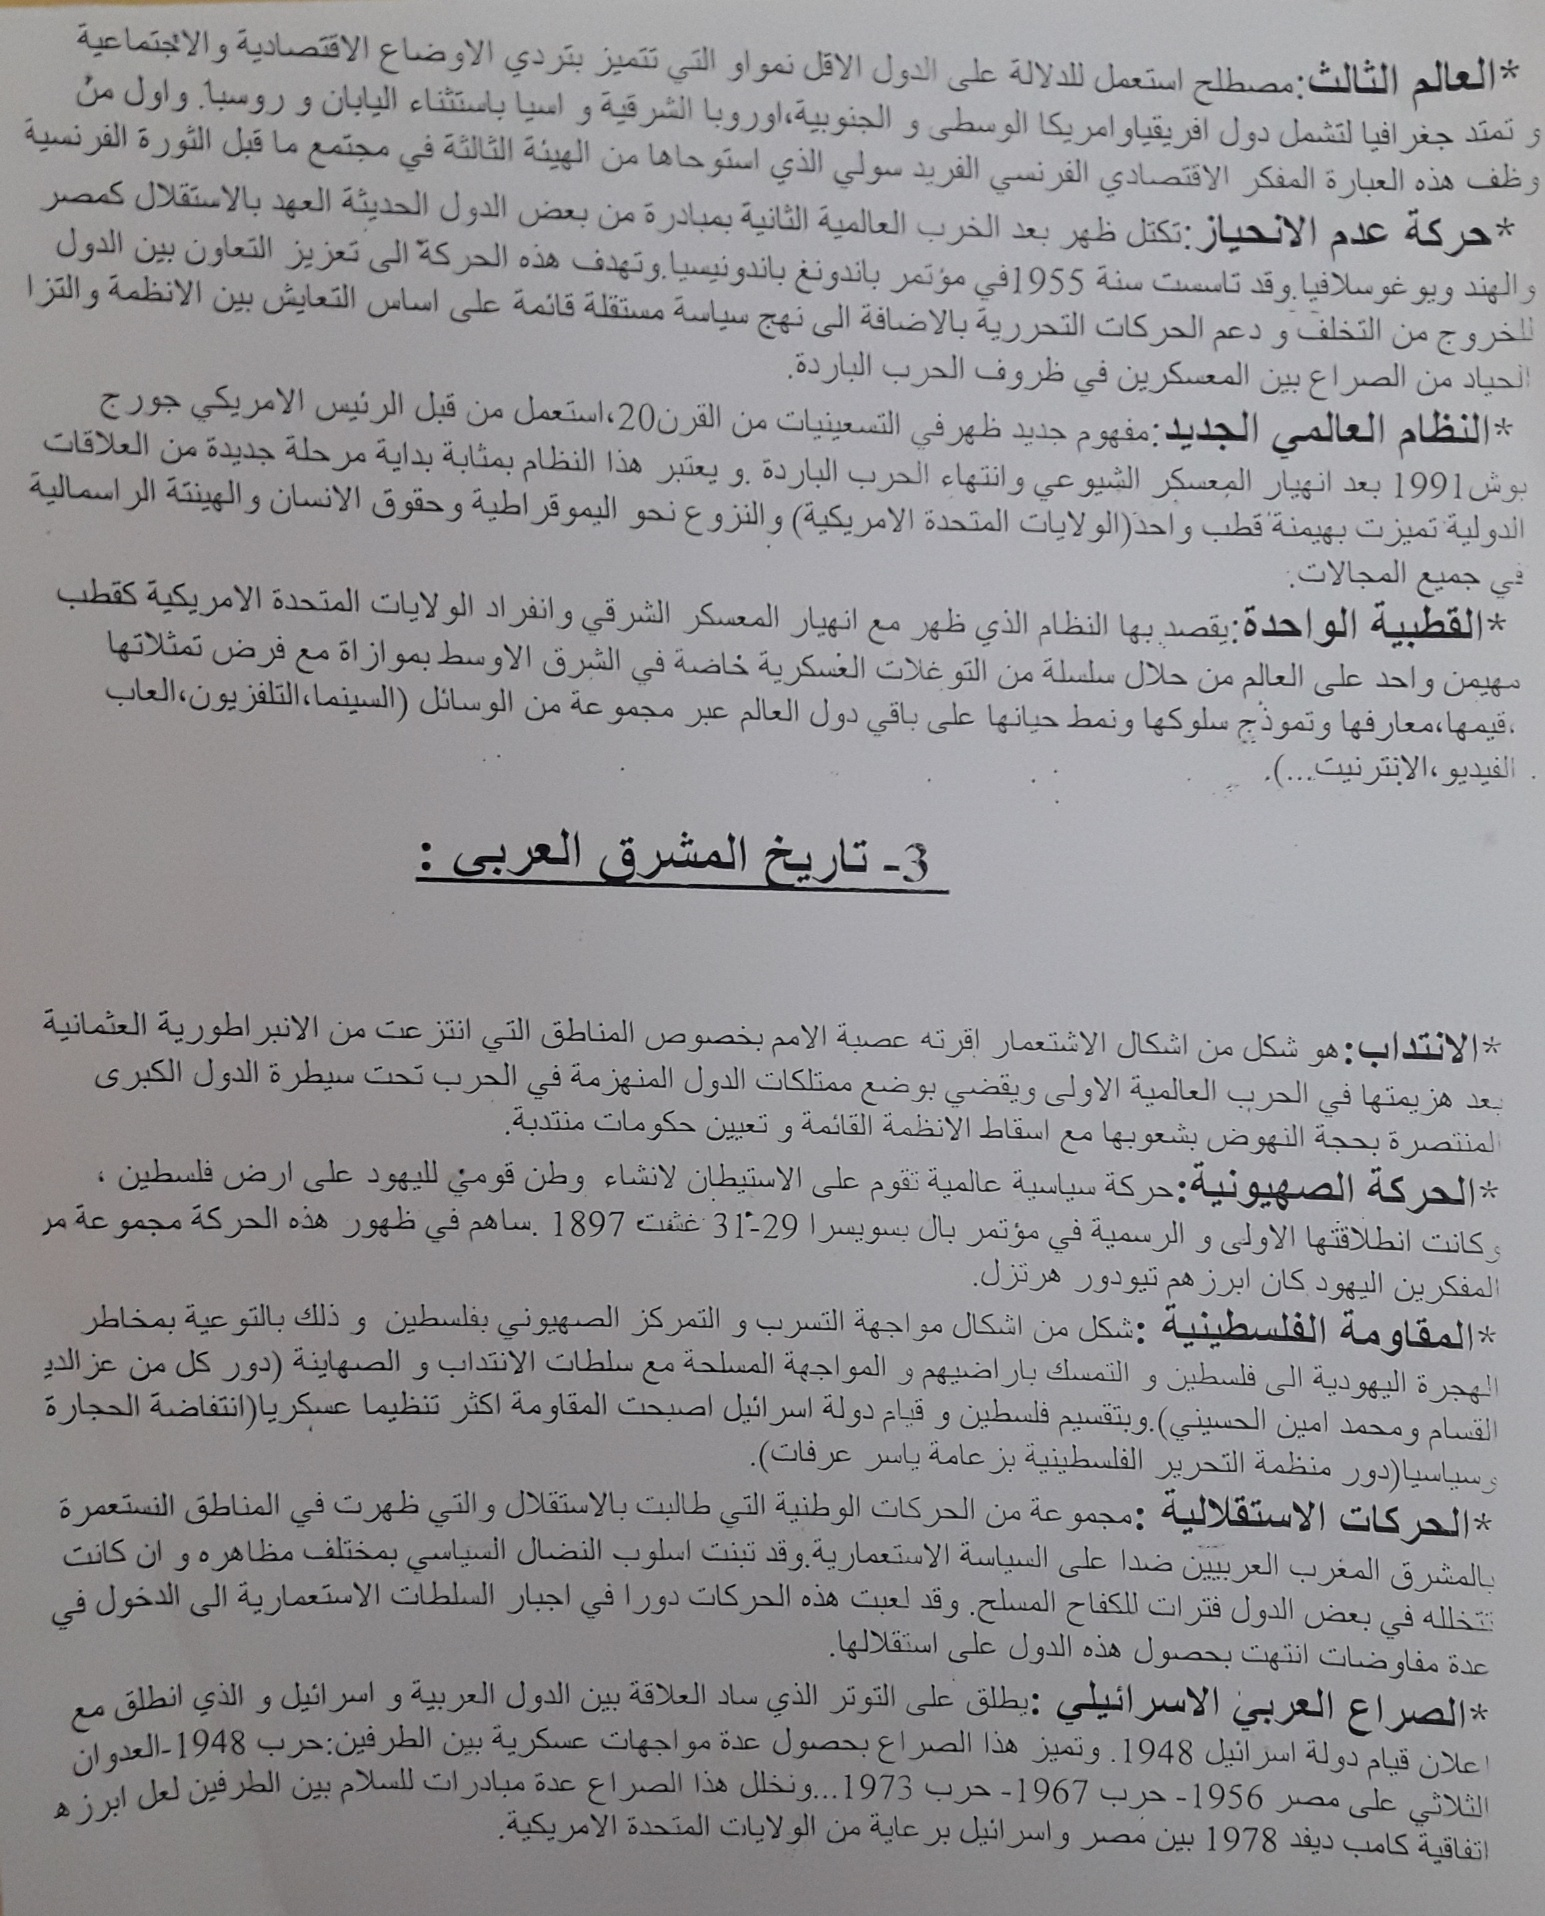 *العالم الثالث:مصطلح استعمل للدلالة على الدول الاقل نمواو التي تتميز بتردي الاوضاع الاقتصادية والاجتماعية
و تمتد جغرافيا لتشمل دول افريقياوامريكا الوسطى و الجنوبية،اوروبا الشرقية و اسيا باستثناء اليابان و روسيا. واول من
وظف هذه العبارة المفكر الاقتصادي الفرنسي الفريد سولي الذي استوحاها من الهيئة الثالثة في مجتمع ما قبل الثورة الفرنسية
*حركة عدم الانحياز:تكتل ظهر بعد الخرب العالمية الثانية بمبادرة من بعض الدول الحديثة العهد بالاستقلال كمصر
والهند ويوغوسلافيا.وقد تاسست سنة 1955في مؤتمر باندونغ باندونيسيا.وتهدف هذه الحركة الى تعزيز التعاون بين الدول
للخروج من التخلف و دعم الحركات التحررية بالاضافة الى نهج سياسة مستقلة قائمة على اساس التعايش بين الانظمة والتزا
الحياد من الصراع بين المعسكرين في ظروف الحرب الباردة.
*النظام العالمي الجديد:مفهوم جديد ظهرفي التسعينيات من القرن20،استعمل من قبل الرئيس الامريكي جورج
بوش1991 بعد انهيار المعسكر الشيوعي وانتهاء الحرب الباردة .و يعتبر هذا النظام بمثابة بداية مرحلة جديدة من العلاقات
الدولية تميزت بهيمنة قطب واحد(الولايات المتحدة الامريكية) والنزوع نحو اليموقراطية وحقوق الانسان والهينتة الراسمالية
في جميع المجالات.
*القطبية الواحدة:يقصد بها النظام الذي ظهر مع انهيار المعسكر الشرقي وانفراد الولايات المتحدة الامريكية كقطب
مهيمن واحد على العالم من حلال سلسلة من التوغلات العسكرية خاضة في الشرق الاوسط بموازاة مع فرض تمثلاتها
،قيمها،معارفها وتموذج سلوكها ونمط حيانها على باقي دول العالم عبر مجموعة من الوسائل (السينما،التلفزيون،العاب
الفيديو،الانترنيت...).
3- تاريخ المشرق العربي :
*الانتداب:هو شكل من اشكال الاشتعمار اقرته عصبة الامم بخصوص المناطق التي انتزعت من الانبراطورية العثمانية
بعد هزيمتها في الحرب العالمية الاولى ويقضي بوضع ممتلكات الدول المنهزمة في الحرب تحت سيطرة الدول الكبرى
المنتصرة بحجة النهوض بشعوبها مع اسقاط الانظمة القائمة و تعيين حكومات منتدبة.
*الحركة الصهيونية:حركة سياسية عالمية تقوم على الاستيطان لانشاء وطن قومي لليهود على ارض فلسطين ،
وكانت انطلاقتها الاولى و الرسمية في مؤتمر بال بسويسرا 29-31 غشت 1897 .ساهم في ظهور هذه الحركة مجموعة مر
المفكرين اليهود كان ابرزهم تيودور هرتزل.
*المقاومة الفلسطينية :شكل من اشكال مواجهة التسرب و التمركز الصهيوني بفلسطين و ذلك بالتوعية بمخاطر
الهجرة اليهودية الى فلسطين و التمسك باراضيهم و المواجهة المسلحة مع سلطات الانتداب و الصهاينة (دور كل من عزالدي
القسام ومحمد امين الحسيني).وبتقسيم فلسطين و قيام دولة اسرائيل اصبحت المقاومة اكثر تنظيما عسكريا(انتفاضة الحجارة
وسياسيا(دور منظمة التحرير الفلسطينية بزعامة ياسر عرفات).
*الحركات الاستقلالية :مجموعة من الحركات الوطنية التي طالبت بالاستقلال والتي ظهرت في المناطق النستعمرة
بالمشرق المغرب العربيين ضدا على السياسة الاستعمارية.وقد تبنت اسلوب النضال السياسي بمختلف مظاهره و ان كانت
تتخلله في بعض الدول فترات للكفاح المسلح. وقد لعبت هذه الحركات دورا في اجبار السلطات الاستعمارية الى الدخول في
عدة مفاوضات انتهت بحصول هذه الدول على استقلالها.
*الصراع العربي الاسرائيلي :يطلق على التوتر الذي ساد العلاقة بين الدول العربية و اسرائيل و الذي انطلق مع
اعلان قيام دولة اسرائيل 1948. وتميز هذا الصراع بحصول عدة مواجهات عسكرية بين الطرفين:حرب 1948-العدوان
الثلاثي على مصر 1956- حرب 1967- حرب 1973...ونخلل هذا الصراع عدة مبادرات للسلام بين الطرفين لعل ابرزه
اتفاقية كامب ديفد 1978 بين مصر واسرائيل برعاية من الولايات المتحدة الامريكية.